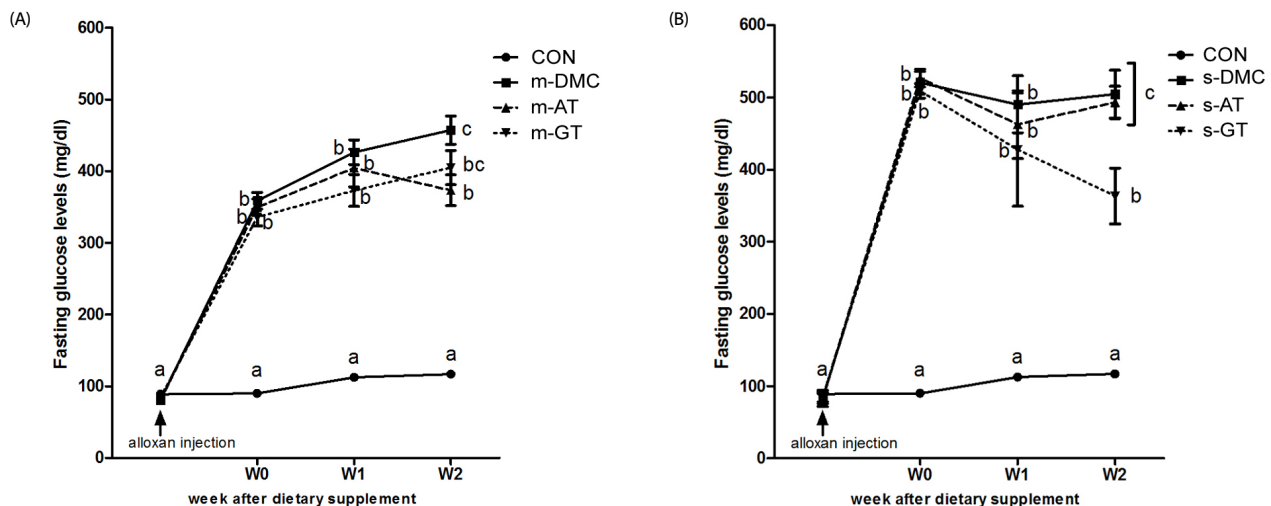 (A)
600
500
400
300
200
100
0
Fasting glucose levels (mg/dl)
CON
m-DMC
m-AT
m-GT
a
a
a
a
b
b
b
b
b
b
c
bc
b
alloxan injection
W0
W1
W2
week after dietary supplement
(B)
600
500
400
300
200
100
0
Fasting glucose levels (mg/dl)
CON
s-DMC
s-AT
s-GT
a
a
a
a
b
b
b
b
b
b
c
b
alloxan injection
W0
W1
W2
week after dietary supplement